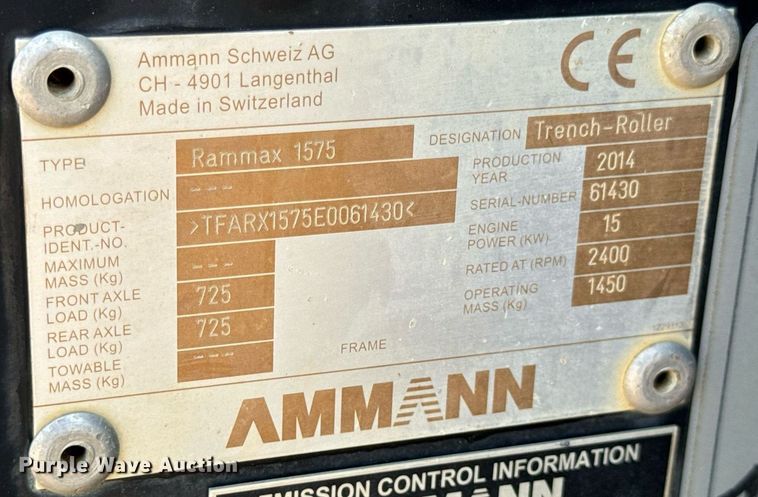 Ammann Schweiz AG
CH - 4901 Langenthal
Made in Switzerland
CE
TYPE Rammax 1575
DESIGNATION Trench-Roller
HOMOLOGATION ---
PRODUCTION YEAR 2014
PRODUCT-IDENT.-NO. >TFARX1575E0061430<
SERIAL-NUMBER 61430
MAXIMUM MASS (Kg) ---
ENGINE POWER (KW) 15
FRONT AXLE LOAD (Kg) 725
RATED AT (RPM) 2400
REAR AXLE LOAD (Kg) 725
OPERATING MASS (Kg) 1450
TOWABLE MASS (Kg)
FRAME
AMMANN
Purple Wave Auction
EMISSION CONTROL INFORMATION
AMMANN